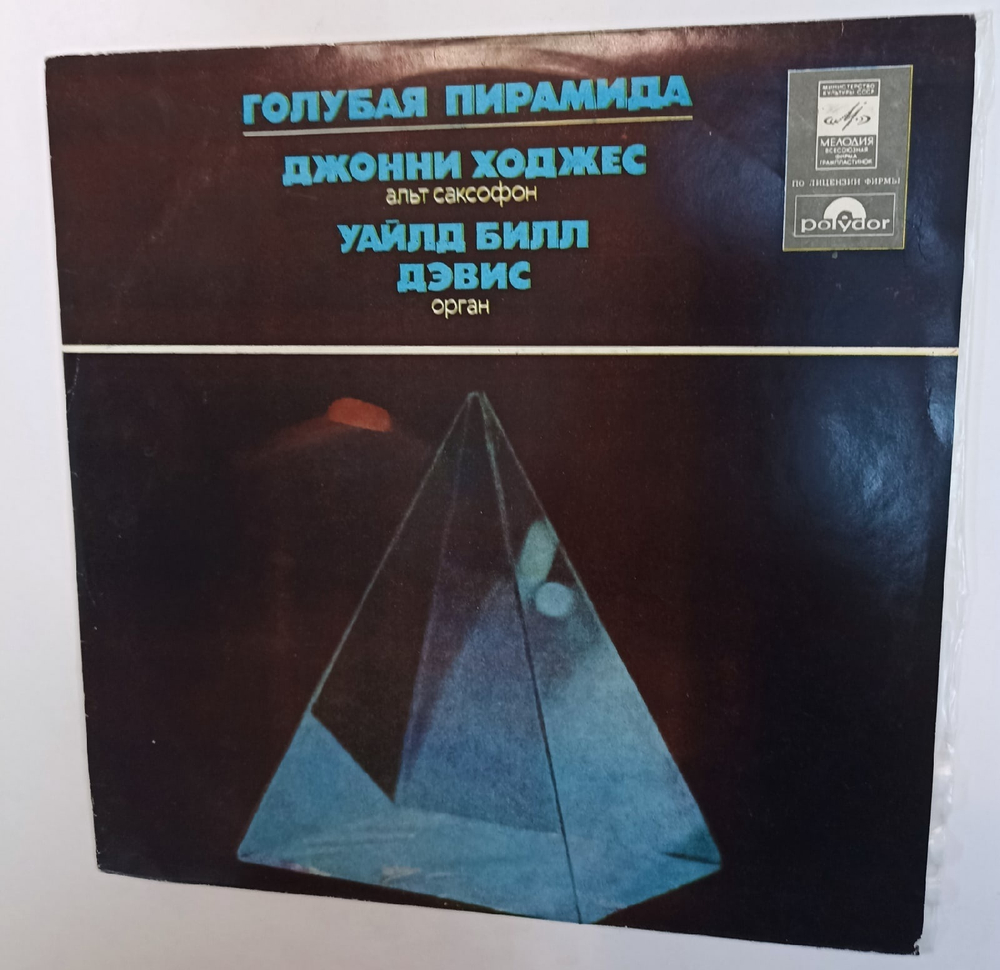 ГОЛУБАЯ ПИРАМИДА
ДЖОННИ ХОДЖЕС
альт саксофон
УАЙЛД БИЛЛ
ДЭВИС
орган
МИНИСТЕРСТВО
КУЛЬТУРЫ СССР
МЕЛОДИЯ
ВСЕСОЮЗНАЯ
ФИРМА
ГРАМПЛАСТИНОК
ПО ЛИЦЕНЗИИ ФИРМЫ
polydor